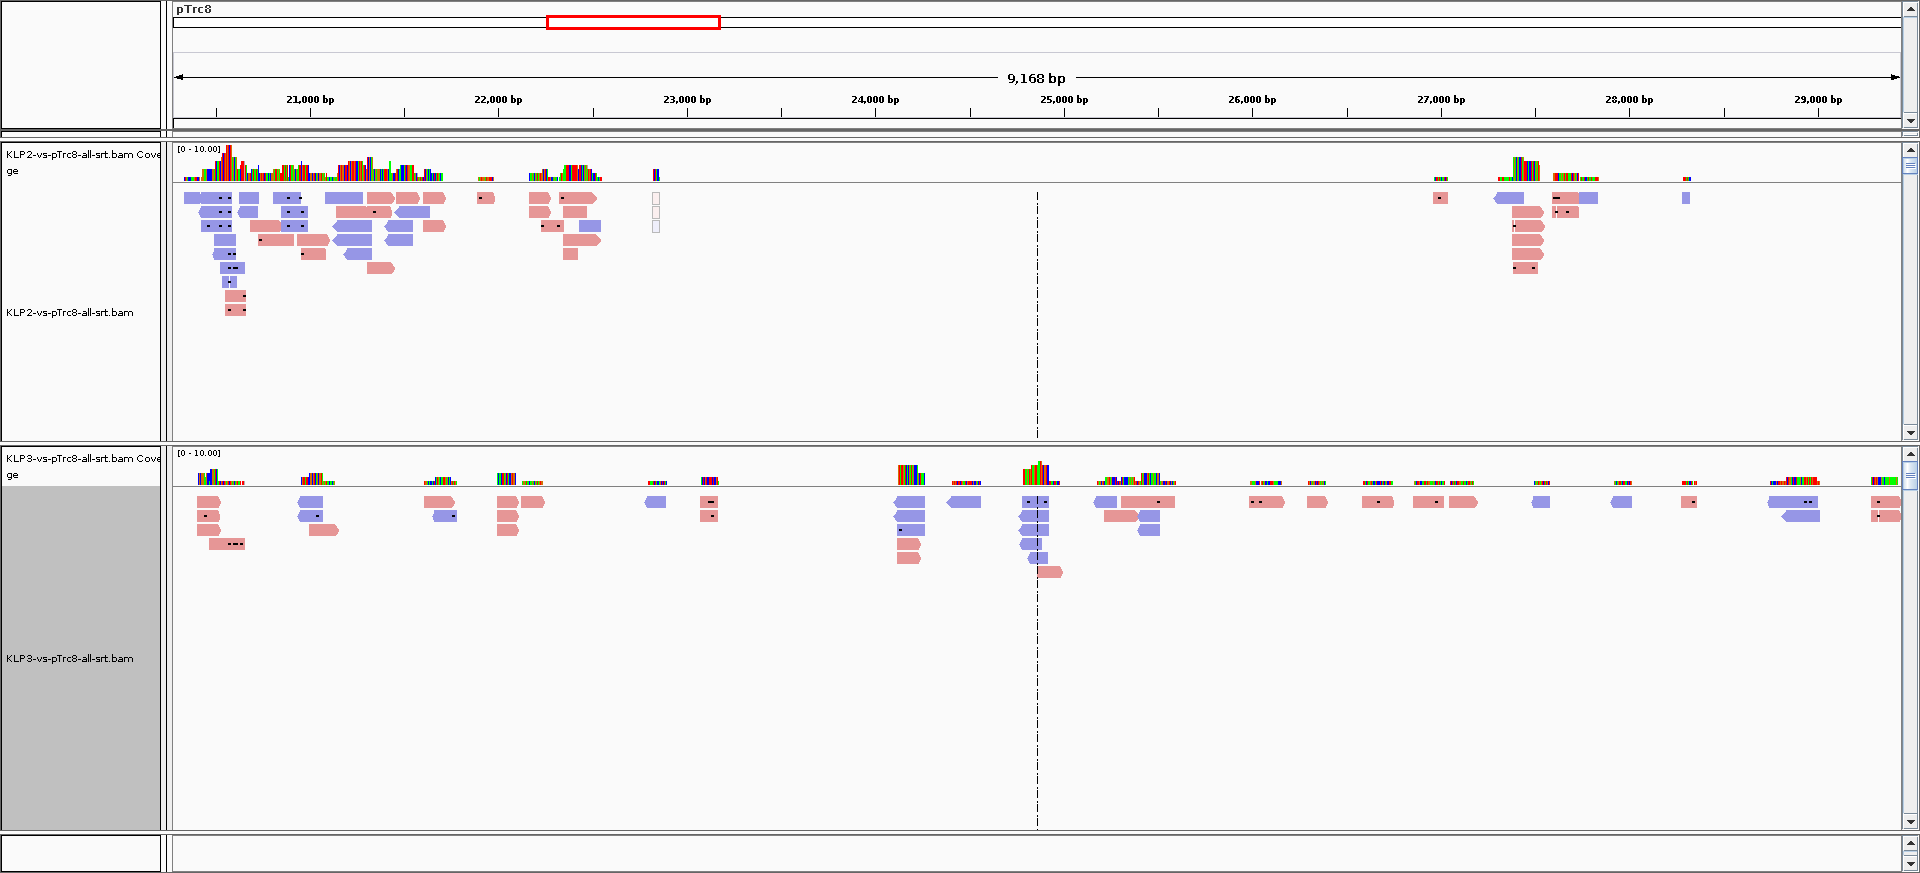 pTrc8
9,168 bp
21,000 bp 22,000 bp 23,000 bp 24,000 bp 25,000 bp 26,000 bp 27,000 bp 28,000 bp 29,000 bp
KLP2-vs-pTrc8-all-srt.bam Cove
ge
[0 - 10.00]
KLP2-vs-pTrc8-all-srt.bam
KLP3-vs-pTrc8-all-srt.bam Cove
ge
[0 - 10.00]
KLP3-vs-pTrc8-all-srt.bam